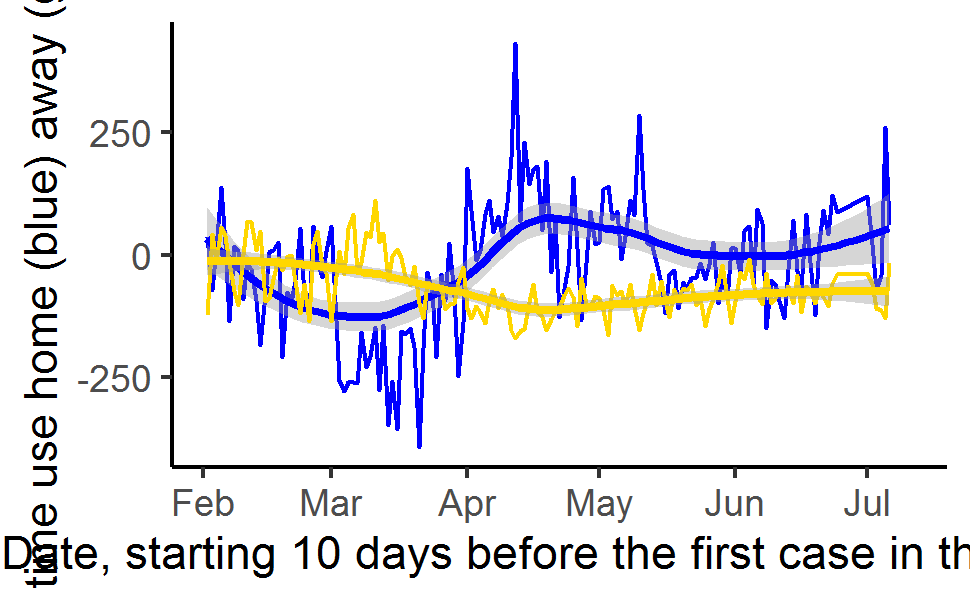 time use home (blue) away (
250
0
-250
Feb Mar Apr May Jun Jul
Date, starting 10 days before the first case in th